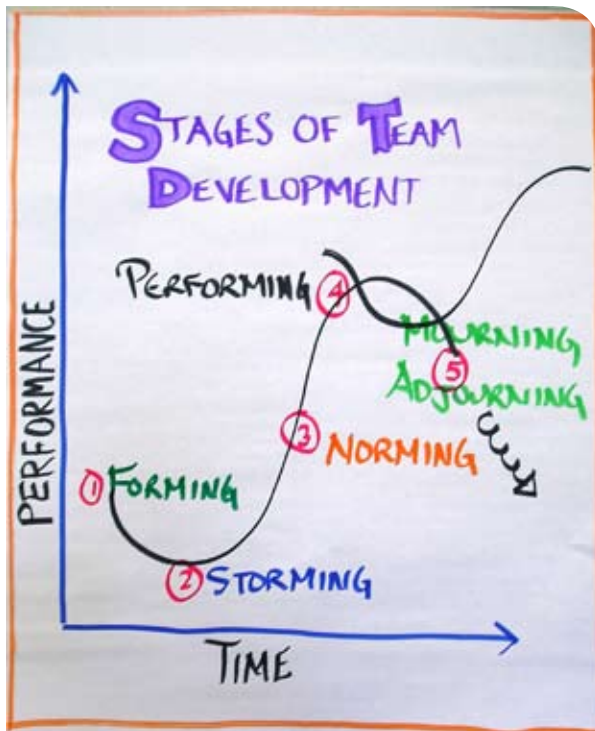 STAGES OF TEAM
DEVELOPMENT
PERFORMING
4
MOURNING
5
ADJOURNING
3
NORMING
1
FORMING
2
STORMING
PERFORMANCE
TIME